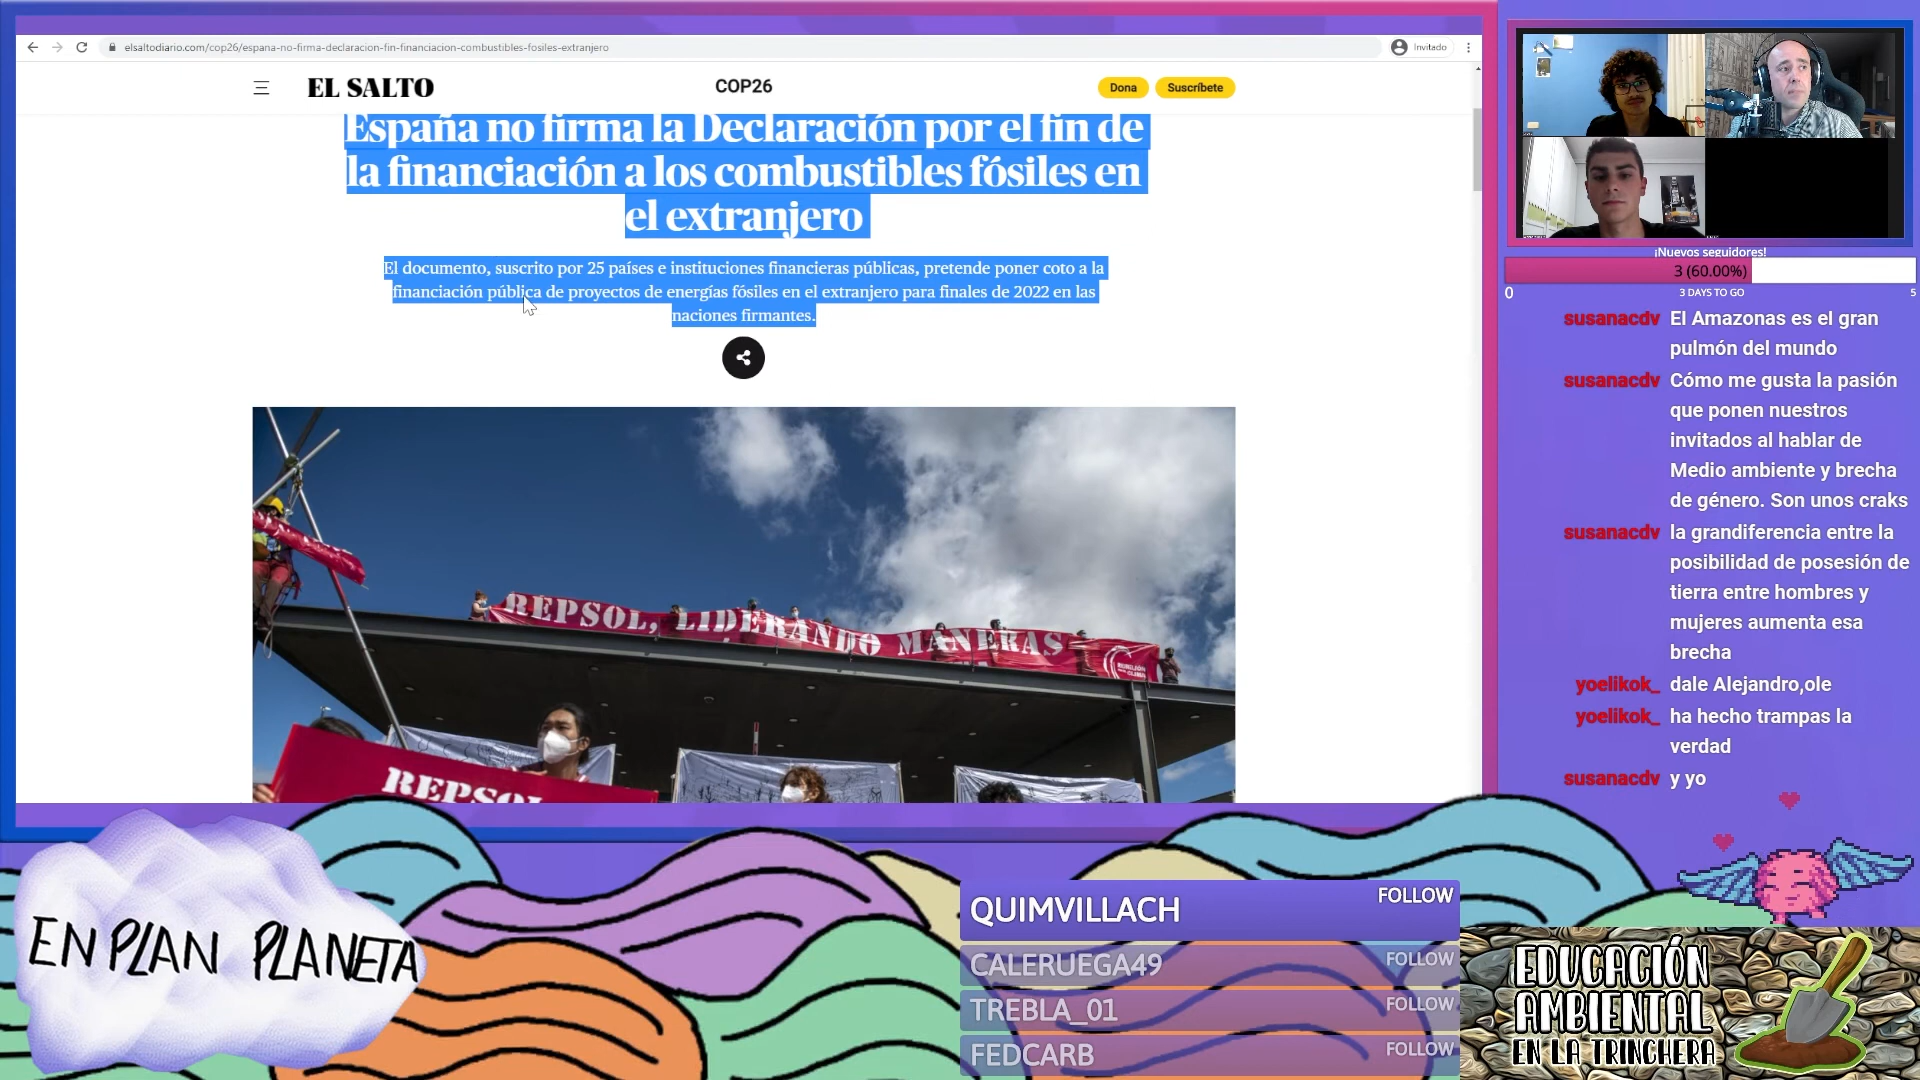 elsaltodiario.com/cop26/espana-no-firma-declaracion-fin-financiacion-combustibles-fosiles-extranjero
Invitado
EL SALTO
COP26
Dona
Suscríbete
España no firma la Declaración por el fin de
la financiación a los combustibles fósiles en
el extranjero
El documento, suscrito por 25 países e instituciones financieras públicas, pretende poner coto a la
financiación pública de proyectos de energías fósiles en el extranjero para finales de 2022 en las
naciones firmantes.
REPSOL, LIDERANDO MANERAS
REPSOL
¡Nuevos seguidores!
3 (60.00%)
0
3 DAYS TO GO
5
susanacdv El Amazonas es el gran
pulmón del mundo
susanacdv Cómo me gusta la pasión
que ponen nuestros
invitados al hablar de
Medio ambiente y brecha
de género. Son unos craks
susanacdv la grandiferencia entre la
posibilidad de posesión de
tierra entre hombres y
mujeres aumenta esa
brecha
yoelikok_ dale Alejandro,ole
yoelikok_ ha hecho trampas la
verdad
susanacdv y yo
EN PLAN PLANETA
QUIMVILLACH FOLLOW
CALERUEGA49 FOLLOW
TREBLA_01 FOLLOW
FEDCARB FOLLOW
EDUCACIÓN
AMBIENTAL
EN LA TRINCHERA